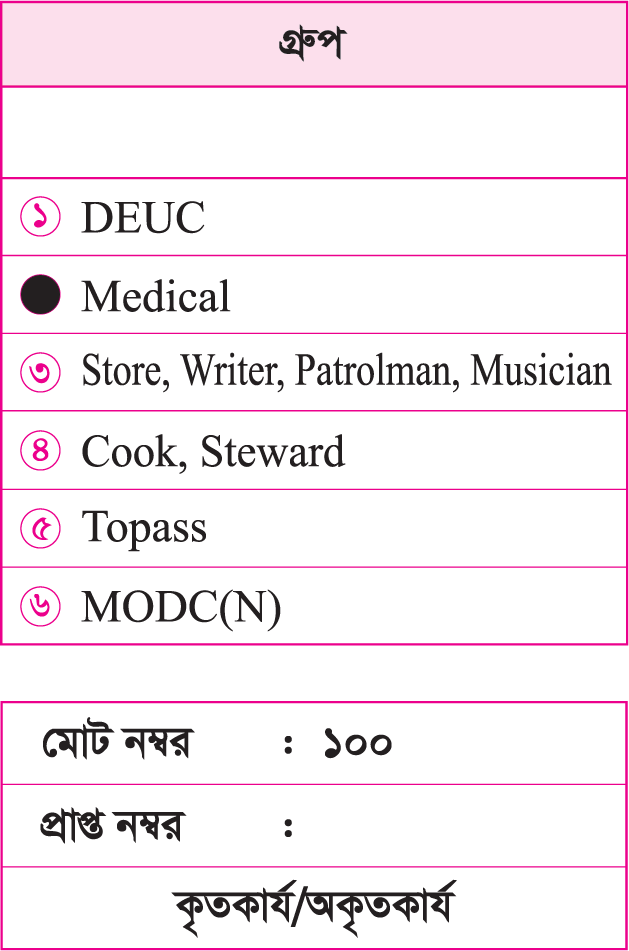 গ্রুপ
১ DEUC
Medical
৩ Store, Writer, Patrolman, Musician
৪ Cook, Steward
৫ Topass
৬ MODC(N)
মোট নম্বর : ১০০
প্রাপ্ত নম্বর :
কৃতকার্য/অকৃতকার্য